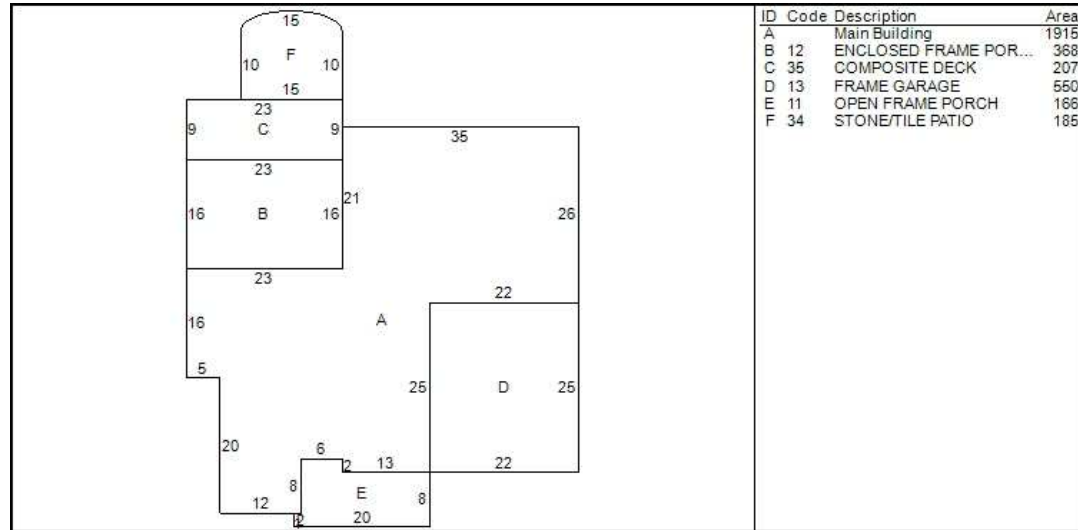 15
F
10 10
15
23
9 C 9
35
23
21
16 B 16 26
23
22
A
16
5
25 D 25
20
6
2 13 22
8 E 8
12
20
ID Code Description Area
A Main Building 1915
B 12 ENCLOSED FRAME POR... 368
C 35 COMPOSITE DECK 207
D 13 FRAME GARAGE 550
E 11 OPEN FRAME PORCH 166
F 34 STONE/TILE PATIO 185